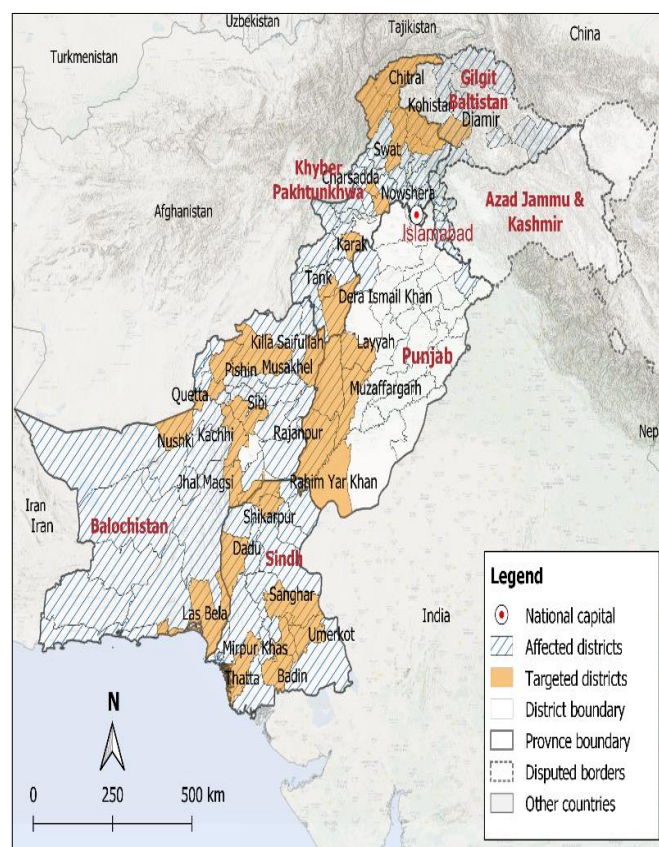 Uzbekistan
Tajikistan
China
Turkmenistan
Chitral
Gilgit
Baltistan
Kohistan
Diamir
Swat
Khyber
Pakhtunkhwa
Charsadda
Nowshera
Azad Jammu &
Kashmir
Afghanistan
Islamabad
Karak
Tank
Dera Ismail Khan
Killa Saifullah
Layyah
Punjab
Pishin
Musakhel
Muzaffargarh
Quetta
Sibi
Nushki
Kachhi
Rajanpur
Nep
Jhal Magsi
Rahim Yar Khan
Iran
Iran
Balochistan
Shikarpur
Dadu
Sindh
Sanghar
India
Las Bela
Umerkot
Mirpur Khas
Thatta
Badin
Legend
National capital
Affected districts
Targeted districts
District boundary
Provnce boundary
Disputed borders
Other countries
N
0 250 500 km